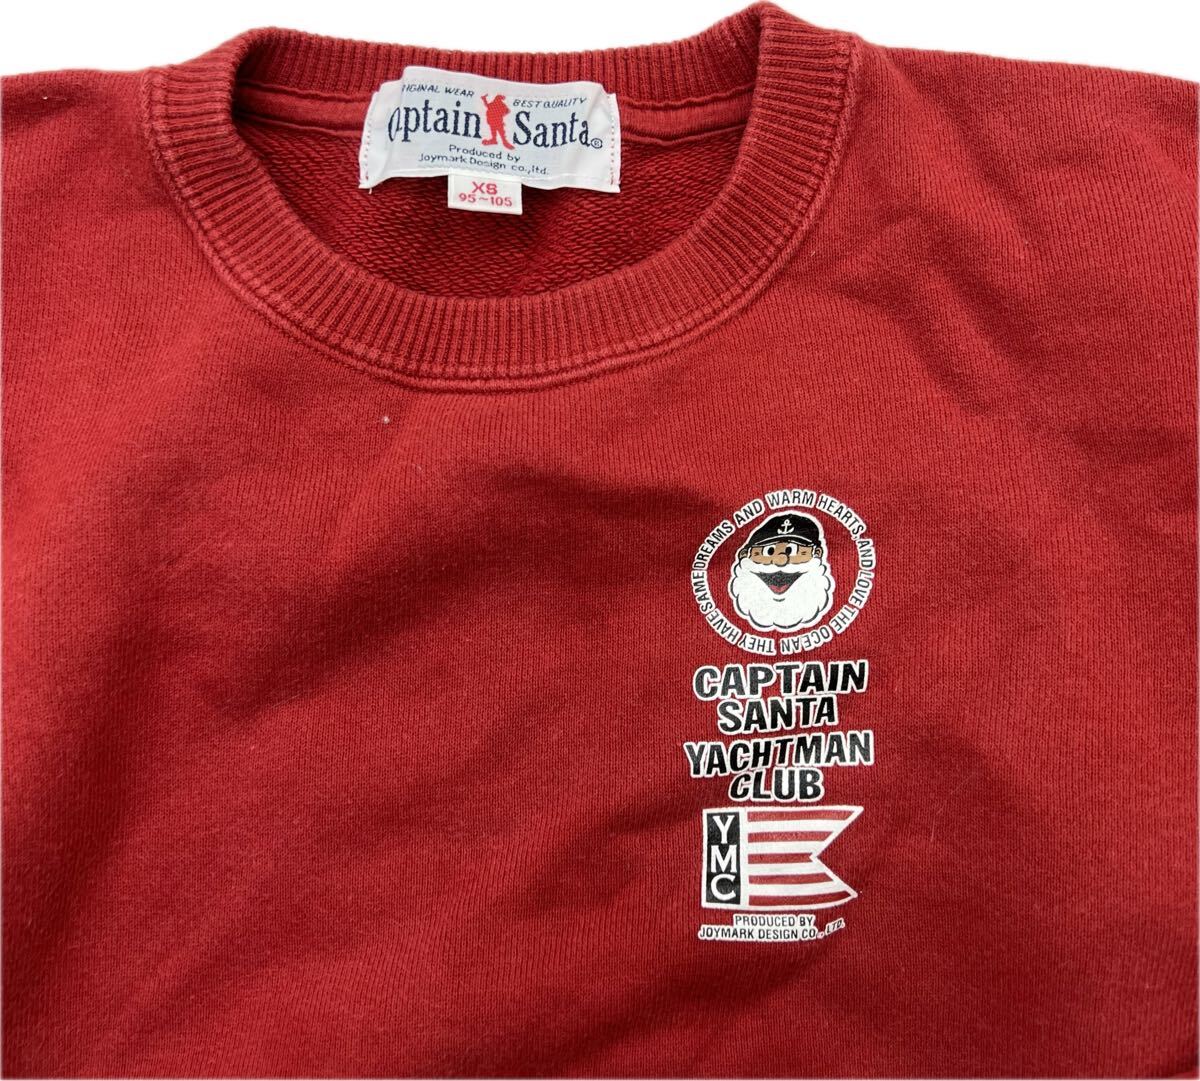 ORIGINAL WEAR BEST QUALITY
Captain Santa®
Produced by
Joymark Design co.,ltd.
XS
95~105
THEY HAVE SAME DREAMS AND WARM HEARTS, AND LOVE THE OCEAN
CAPTAIN
SANTA
YACHTMAN
CLUB
YMC
PRODUCED BY
JOYMARK DESIGN CO., LTD.